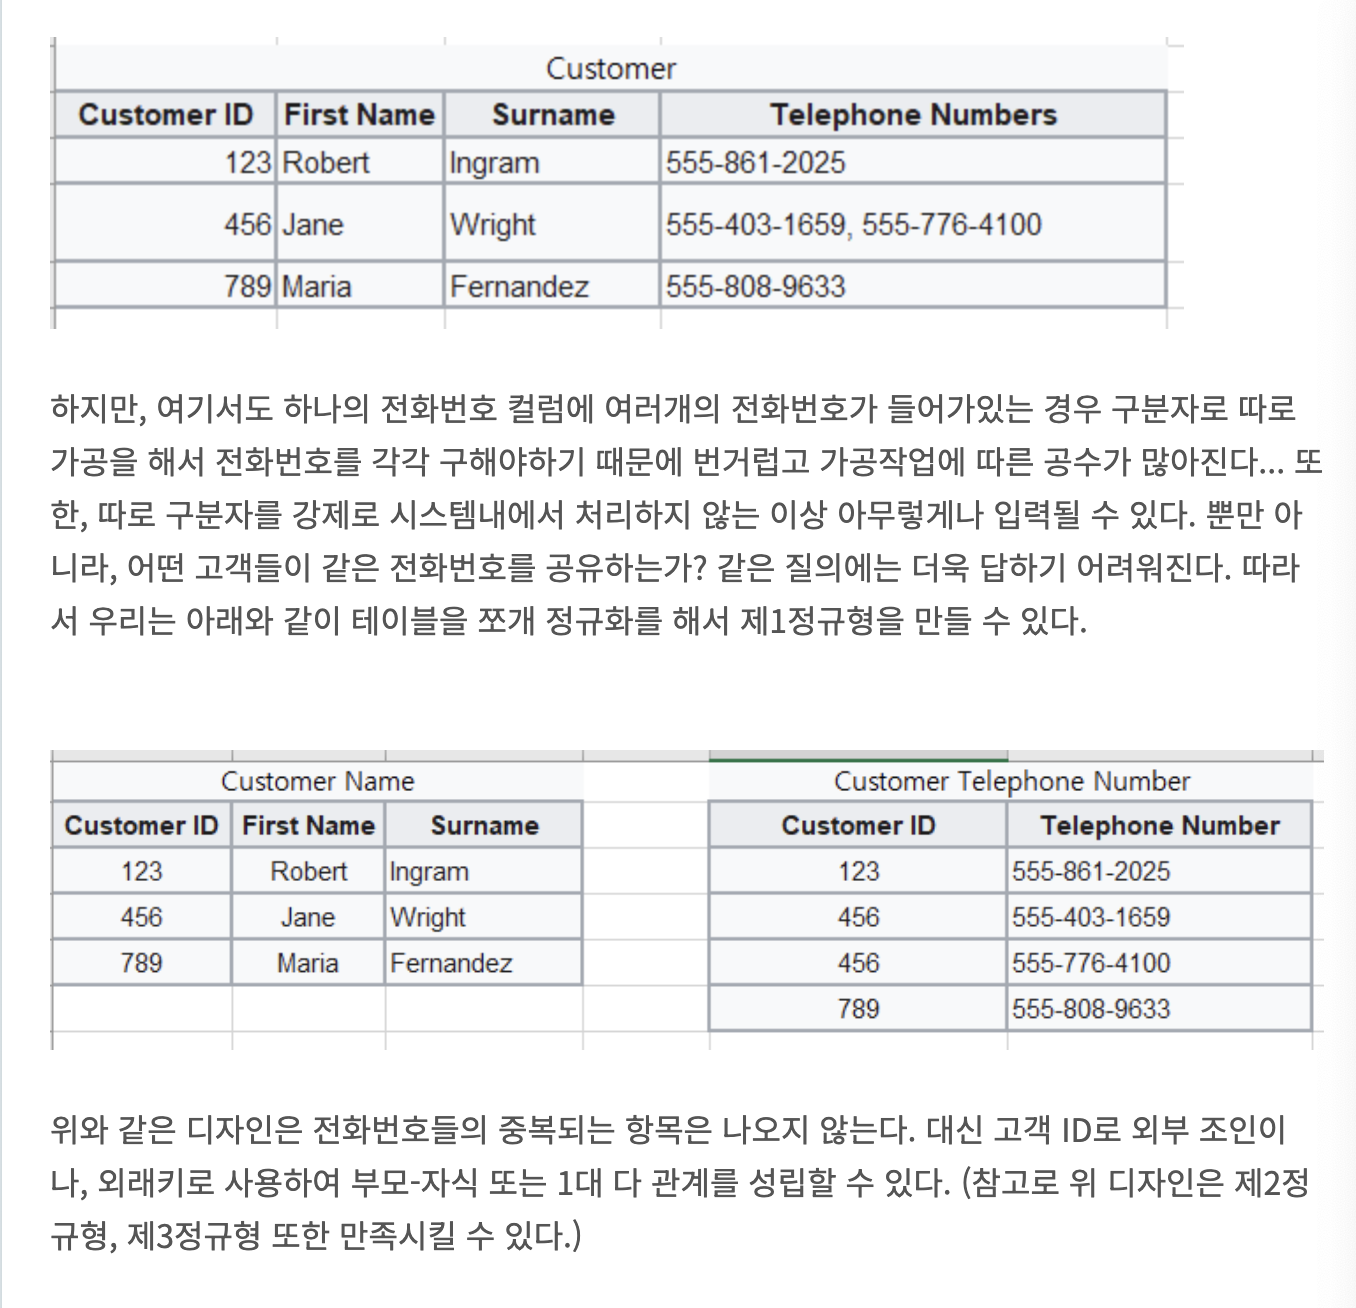 Customer
Customer ID First Name Surname Telephone Numbers
123 Robert Ingram 555-861-2025
456 Jane Wright 555-403-1659, 555-776-4100
789 Maria Fernandez 555-808-9633
하지만, 여기서도 하나의 전화번호 컬럼에 여러개의 전화번호가 들어가있는 경우 구분자로 따로
가공을 해서 전화번호를 각각 구해야하기 때문에 번거럽고 가공작업에 따른 공수가 많아진다... 또
한, 따로 구분자를 강제로 시스템내에서 처리하지 않는 이상 아무렇게나 입력될 수 있다. 뿐만 아
니라, 어떤 고객들이 같은 전화번호를 공유하는가? 같은 질의에는 더욱 답하기 어려워진다. 따라
서 우리는 아래와 같이 테이블을 쪼개 정규화를 해서 제1정규형을 만들 수 있다.
Customer Name Customer Telephone Number
Customer ID First Name Surname Customer ID Telephone Number
123 Robert Ingram 123 555-861-2025
456 Jane Wright 456 555-403-1659
789 Maria Fernandez 456 555-776-4100
789 555-808-9633
위와 같은 디자인은 전화번호들의 중복되는 항목은 나오지 않는다. 대신 고객 ID로 외부 조인이
나, 외래키로 사용하여 부모-자식 또는 1대 다 관계를 성립할 수 있다. (참고로 위 디자인은 제2정
규형, 제3정규형 또한 만족시킬 수 있다.)